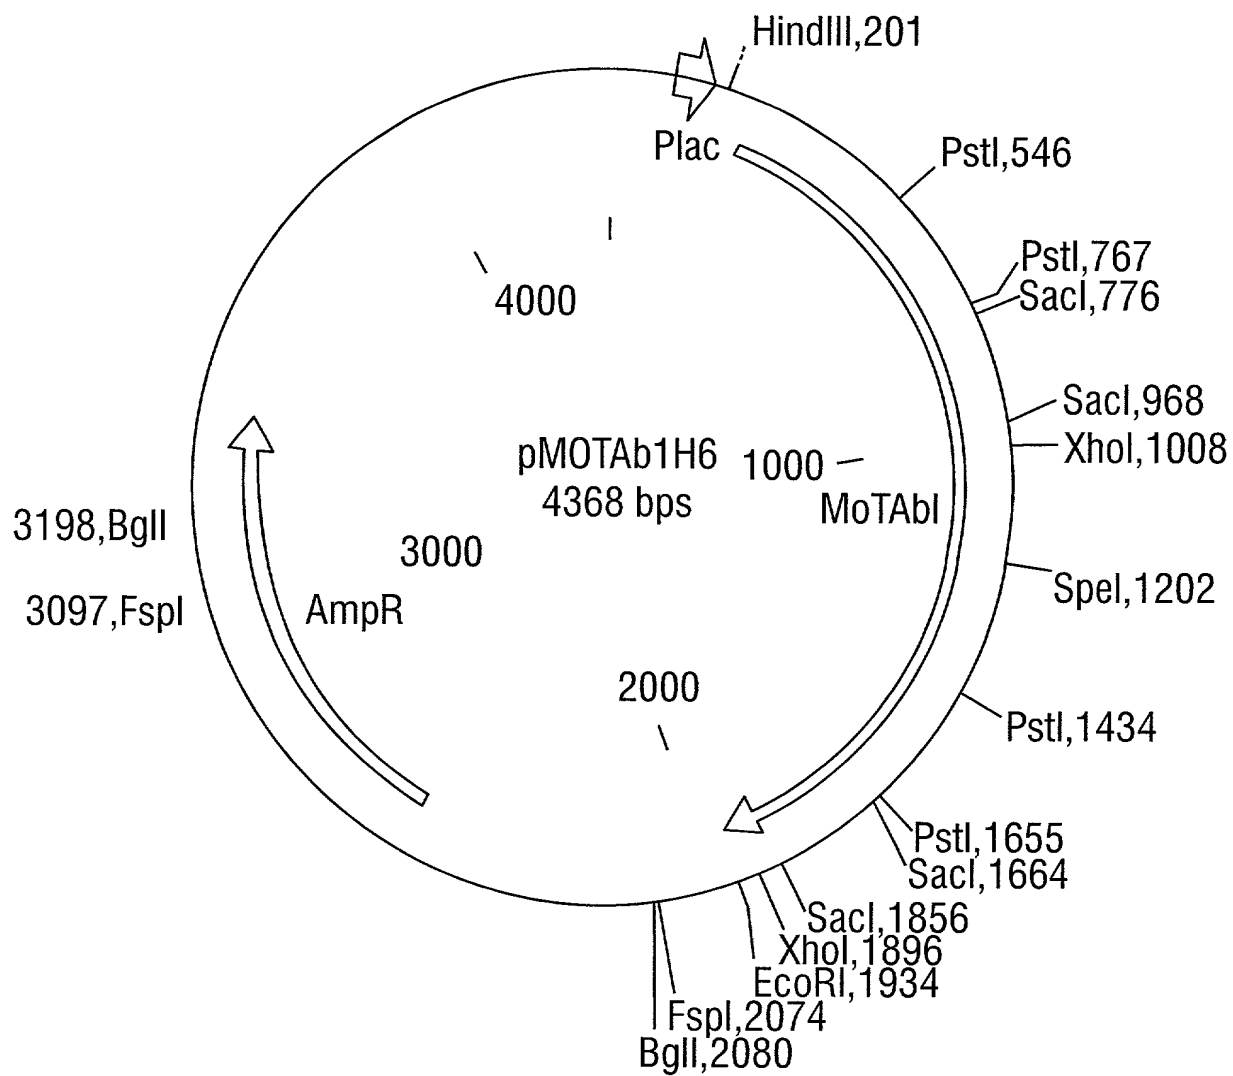 HindIII,201
Plac
PstI,546
PstI,767
SacI,776
4000
SacI,968
XhoI,1008
pMOTAb1H6
4368 bps
1000
MoTAbI
3198,BglI
3000
3097,FspI
AmpR
SpeI,1202
2000
PstI,1434
PstI,1655
SacI,1664
SacI,1856
XhoI,1896
EcoRI,1934
FspI,2074
BglI,2080